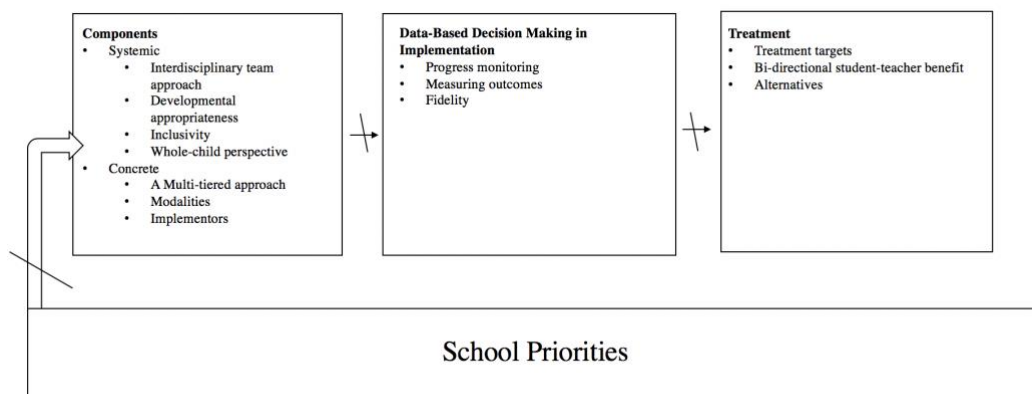 Components
• Systemic
• Interdisciplinary team
approach
• Developmental
appropriateness
• Inclusivity
• Whole-child perspective
• Concrete
• A Multi-tiered approach
• Modalities
• Implementors
Data-Based Decision Making in
Implementation
• Progress monitoring
• Measuring outcomes
• Fidelity
Treatment
• Treatment targets
• Bi-directional student-teacher benefit
• Alternatives
School Priorities